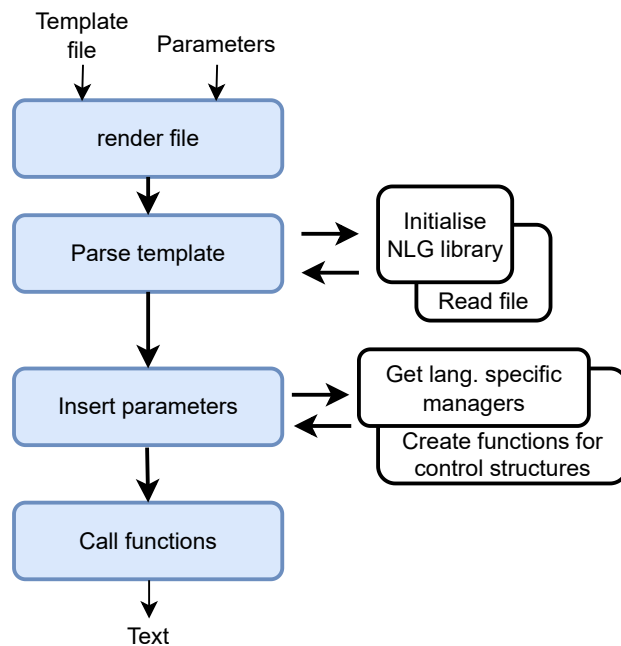 Template
file
Parameters
render file
Parse template
Initialise
NLG library
Read file
Insert parameters
Get lang. specific
managers
Create functions for
control structures
Call functions
Text